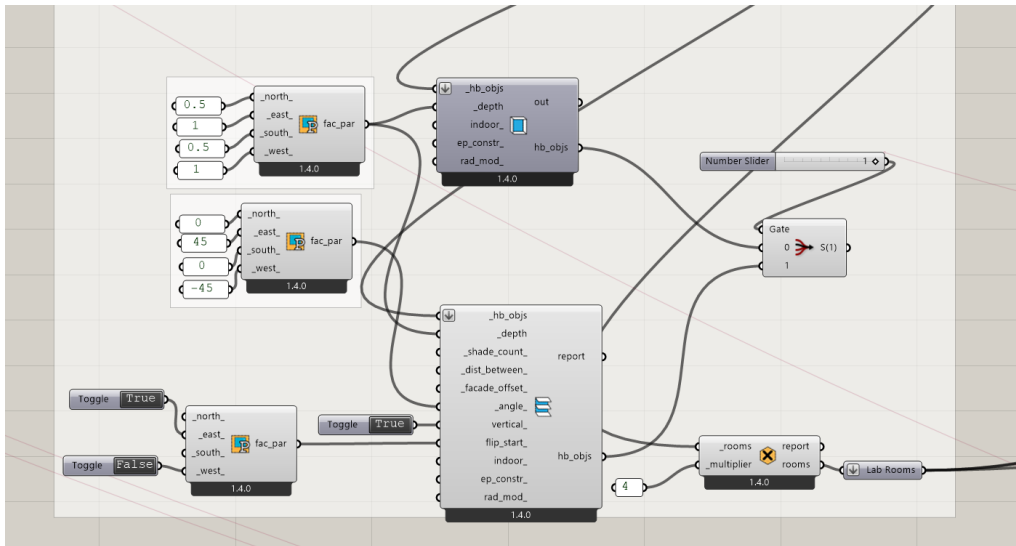 0.5
1
0.5
1
_north_
_east_
_south_
_west_
fac_par
1.4.0
_hb_objs
_depth
indoor_
ep_constr_
rad_mod_
out
hb_objs
1.4.0
Number Slider
1
0
45
0
-45
_north_
_east_
_south_
_west_
fac_par
1.4.0
Gate
0
1
S(1)
_hb_objs
_depth
_shade_count_
_dist_between_
_facade_offset_
_angle_
vertical_
flip_start_
indoor_
ep_constr_
rad_mod_
report
hb_objs
1.4.0
Toggle True
Toggle False
_north_
_east_
_south_
_west_
fac_par
1.4.0
Toggle True
4
_rooms
_multiplier
report
rooms
1.4.0
Lab Rooms